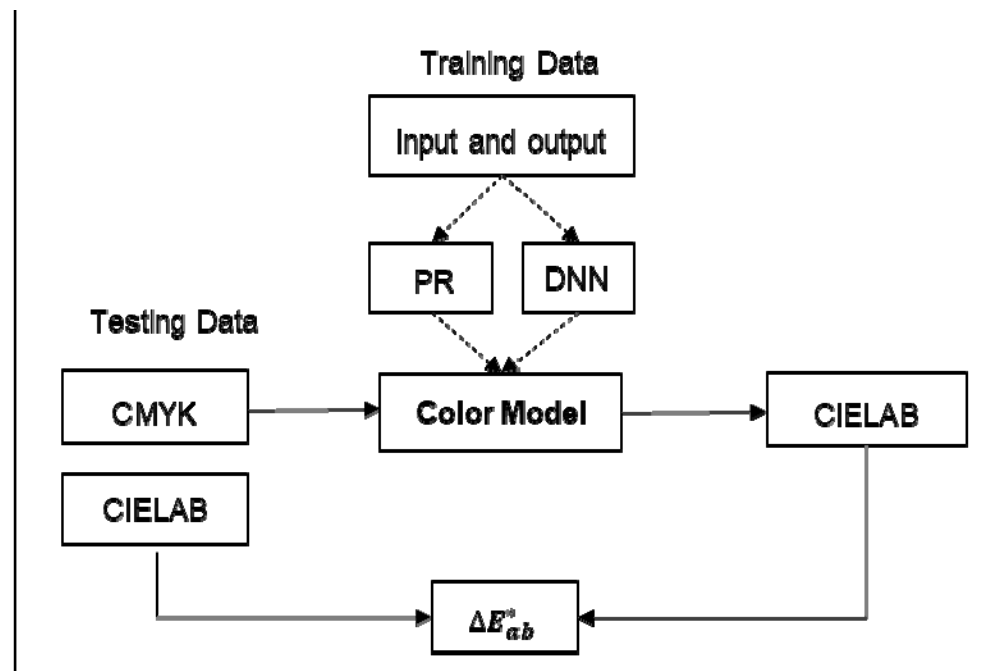 Training Data
Input and output
PR
DNN
Testing Data
CMYK
Color Model
CIELAB
CIELAB
ΔE*ab